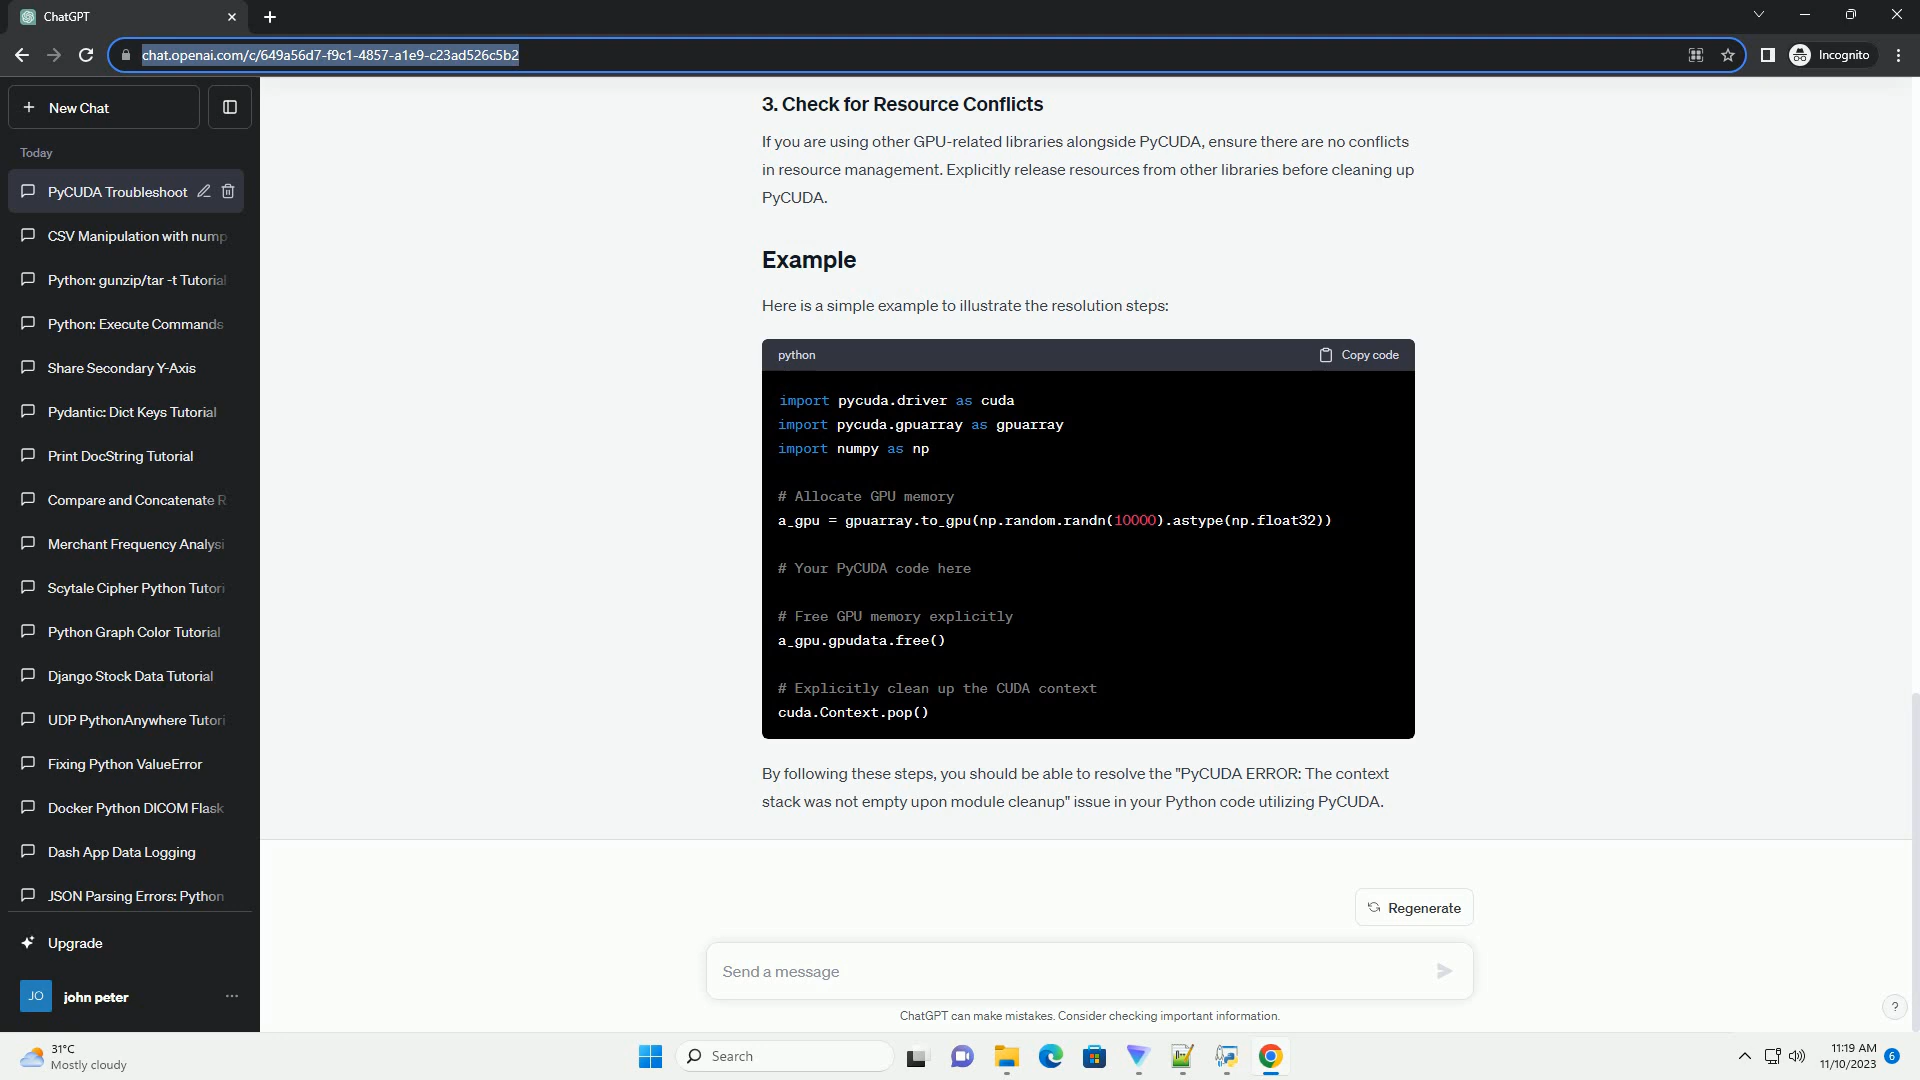 ChatGPT
chat.openai.com/c/649a56d7-f9c1-4857-a1e9-c23ad526c5b2
Incognito
New Chat
Today
PyCUDA Troubleshoot
CSV Manipulation with nump
Python: gunzip/tar -t Tutorial
Python: Execute Commands
Share Secondary Y-Axis
Pydantic: Dict Keys Tutorial
Print DocString Tutorial
Compare and Concatenate R
Merchant Frequency Analysi
Scytale Cipher Python Tutori
Python Graph Color Tutorial
Django Stock Data Tutorial
UDP PythonAnywhere Tutori
Fixing Python ValueError
Docker Python DICOM Flask
Dash App Data Logging
JSON Parsing Errors: Python
Upgrade
JO john peter
3. Check for Resource Conflicts
If you are using other GPU-related libraries alongside PyCUDA, ensure there are no conflicts
in resource management. Explicitly release resources from other libraries before cleaning up
PyCUDA.
Example
Here is a simple example to illustrate the resolution steps:
python Copy code
import pycuda.driver as cuda
import pycuda.gpuarray as gpuarray
import numpy as np
# Allocate GPU memory
a_gpu = gpuarray.to_gpu(np.random.randn(10000).astype(np.float32))
# Your PyCUDA code here
# Free GPU memory explicitly
a_gpu.gpudata.free()
# Explicitly clean up the CUDA context
cuda.Context.pop()
By following these steps, you should be able to resolve the "PyCUDA ERROR: The context
stack was not empty upon module cleanup" issue in your Python code utilizing PyCUDA.
Regenerate
Send a message
ChatGPT can make mistakes. Consider checking important information.
?
31°C
Mostly cloudy
Search
11:19 AM
11/10/2023
6